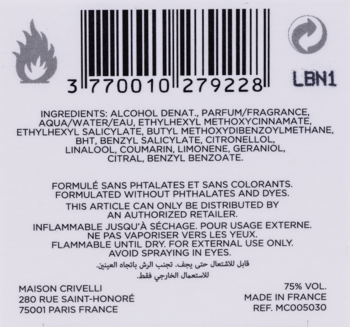 3 770010 279228
LBN1
INGREDIENTS: ALCOHOL DENAT., PARFUM/FRAGRANCE,
AQUA/WATER/EAU, ETHYLHEXYL METHOXYCINNAMATE,
ETHYLHEXYL SALICYLATE, BUTYL METHOXYDIBENZOYLMETHANE,
BHT, BENZYL SALICYLATE, CITRONELLOL,
LINALOOL, COUMARIN, LIMONENE, GERANIOL,
CITRAL, BENZYL BENZOATE.
FORMULÉ SANS PHTALATES ET SANS COLORANTS.
FORMULATED WITHOUT PHTHALATES AND DYES.
THIS ARTICLE CAN ONLY BE DISTRIBUTED BY
AN AUTHORIZED RETAILER.
INFLAMMABLE JUSQU'À SÉCHAGE. POUR USAGE EXTERNE.
NE PAS VAPORISER VERS LES YEUX.
FLAMMABLE UNTIL DRY. FOR EXTERNAL USE ONLY.
AVOID SPRAYING IN EYES.
قابل للاشتعال حتى يجف. تجنب الرش باتجاه العينين.
للاستعمال الخارجي فقط.
MAISON CRIVELLI 75% VOL.
280 RUE SAINT-HONORÉ MADE IN FRANCE
75001 PARIS FRANCE REF. MC005030